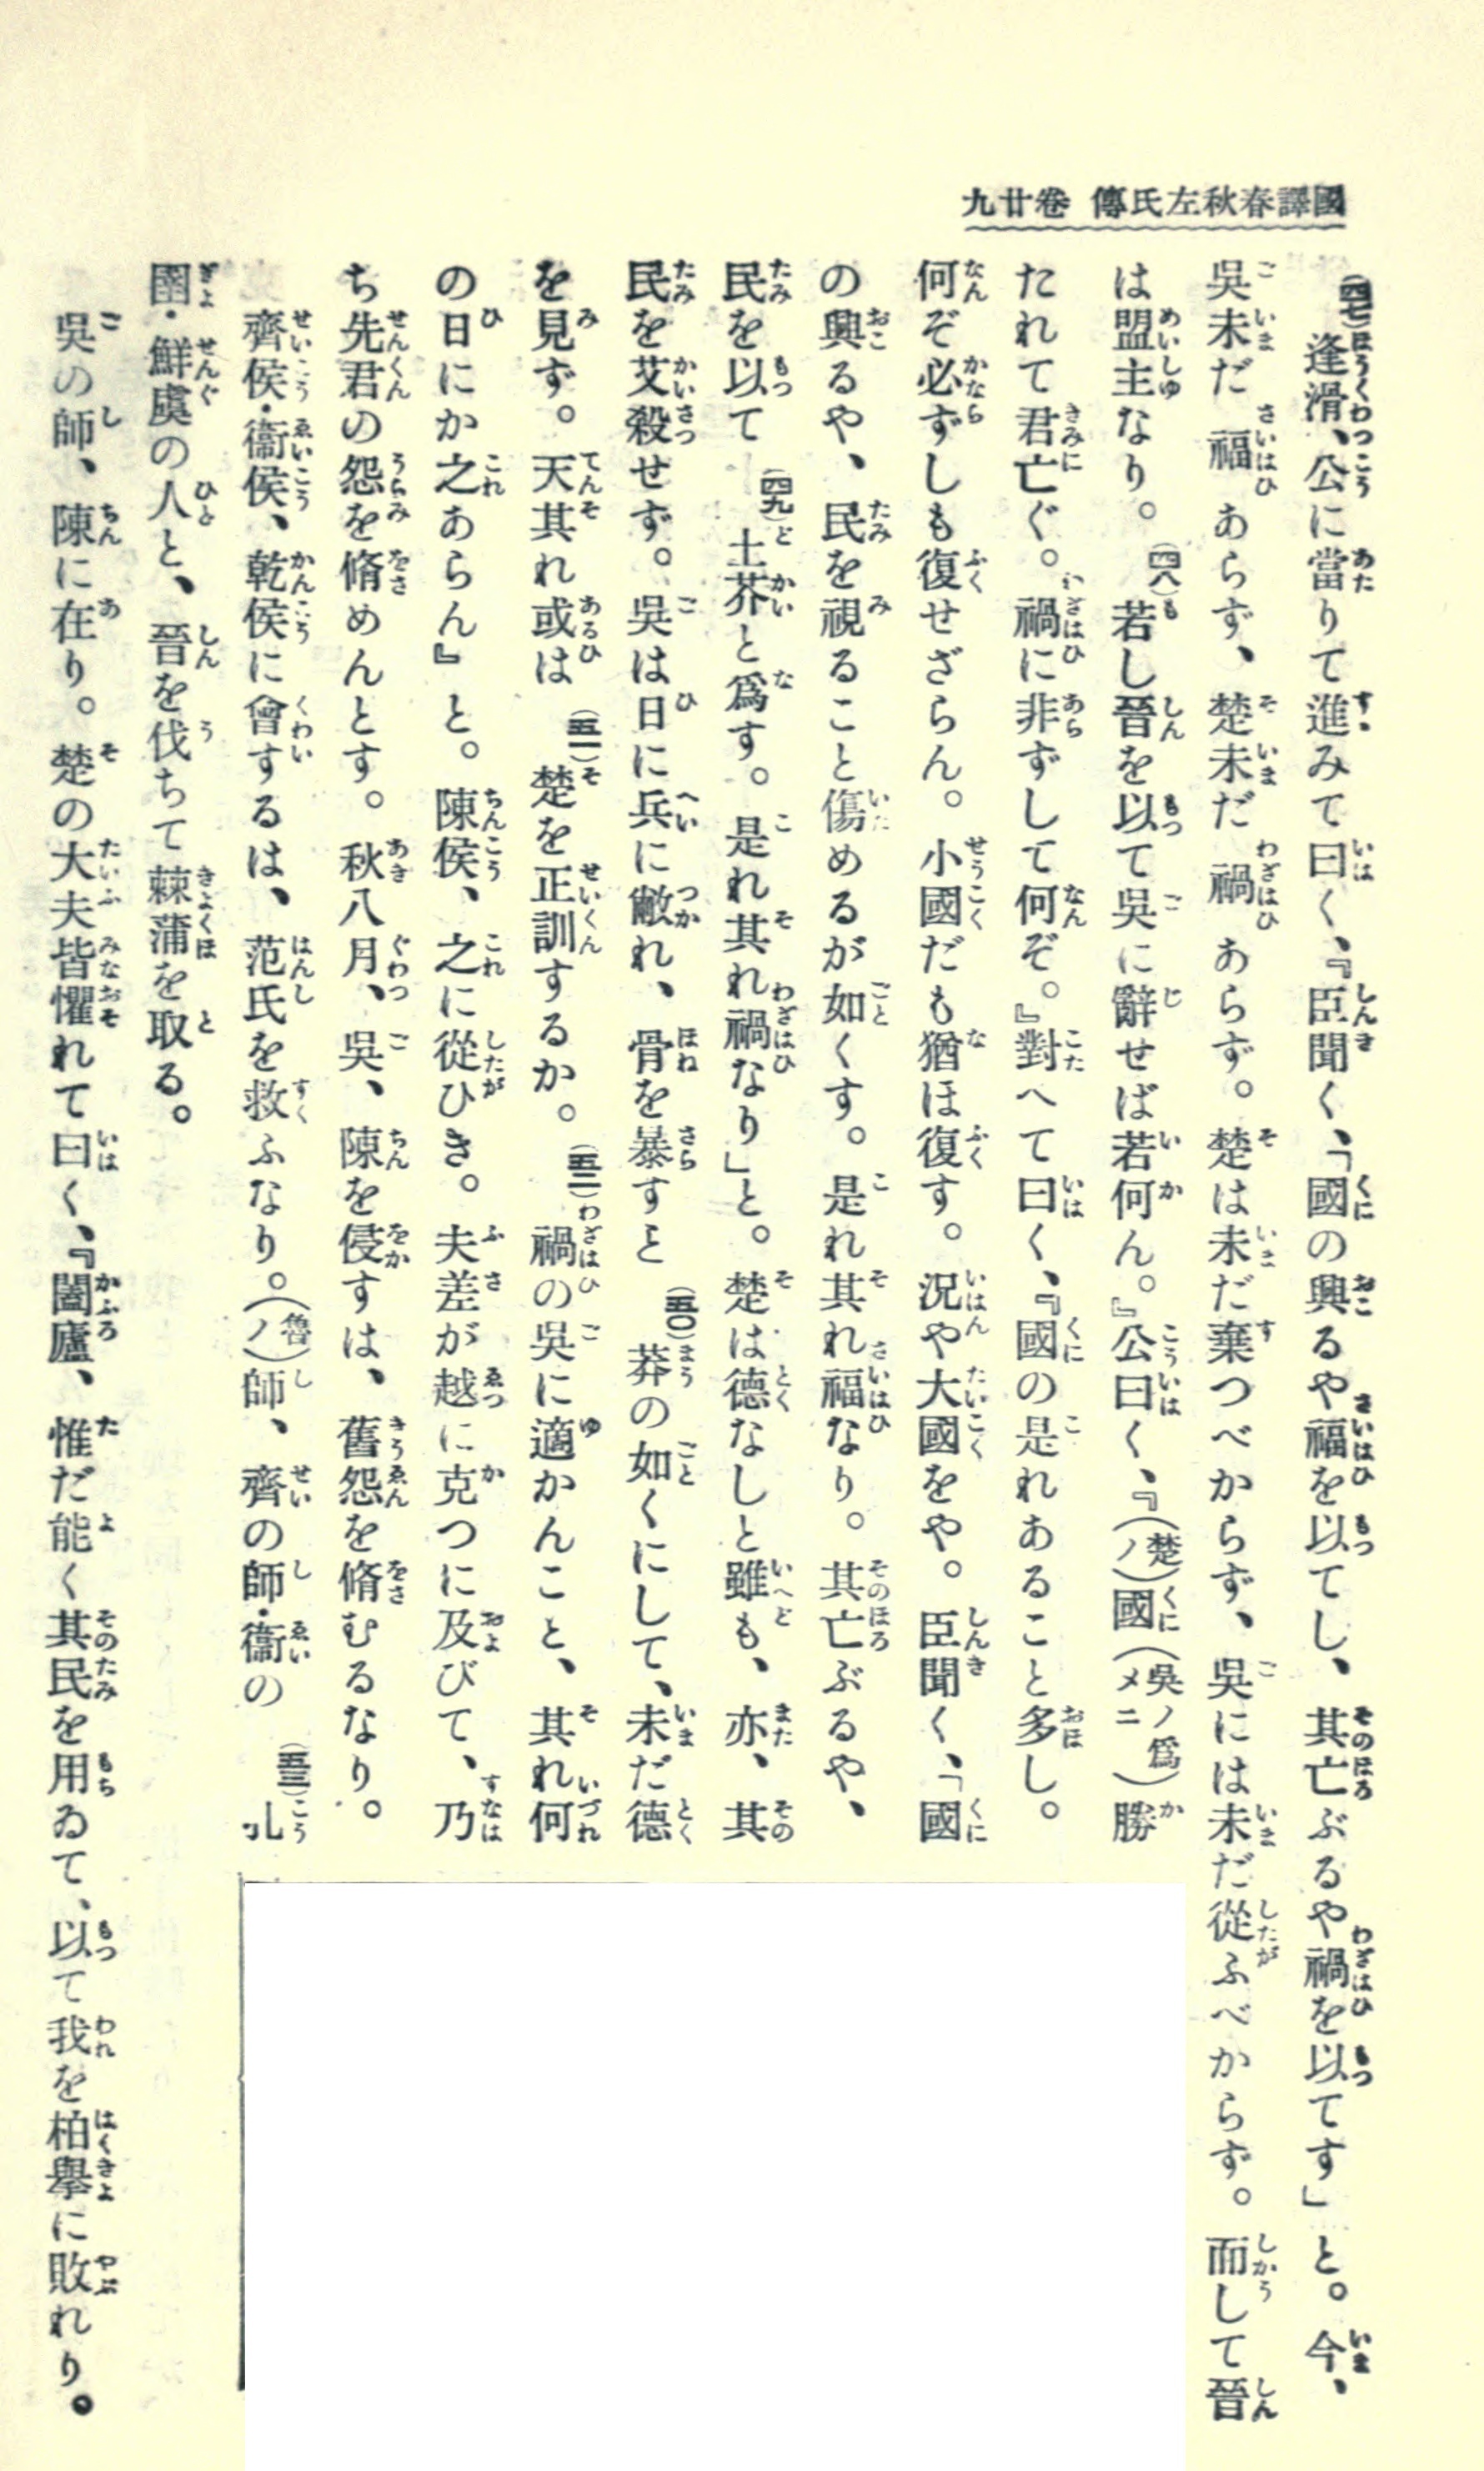 國譯春秋左氏傳 卷廿九
(四七)逢滑、公に當りて進みて曰く、『臣聞く、「國の興るや福を以てし、其亡ぶるや禍を以てす」と。今、
吳未だ福あらず、楚未だ禍あらず。楚は未だ棄つべからず、吳には未だ從ふべからず。而して晉
は盟主なり。(四八)若し晉を以て吳に辭せば若何ん。』公曰く、『(楚ノ)國(吳ノ爲メニ)勝
たれて君亡ぐ。禍に非ずして何ぞ。』對へて曰く、『國の是れあること多し。
何ぞ必ずしも復せざらん。小國だも猶ほ復す。況や大國をや。臣聞く、「國
の興るや、民を視ること傷めるが如くす。是れ其れ福なり。其亡ぶるや、
民を以て(四九)土芥と爲す。是れ其れ禍なり」と。楚は德なしと雖も、亦、其
民を艾殺せず。吳は日に兵に敝れ、骨を暴すと(五〇)莽の如くにして、未だ德
を見ず。天其れ或は(五一)楚を正訓するか。(五二)禍の吳に適かんこと、其れ何
の日にか之あらん』と。陳侯、之に從ひき。夫差が越に克つに及びて、乃
ち先君の怨を脩めんとす。秋八月、吳、陳を侵すは、舊怨を脩むるなり。
齊侯・衞侯、乾侯に會するは、范氏を救ふなり。(魯ノ)師、齊の師・衞の(五三)孔
圉・鮮虞の人と、晉を伐ちて棘蒲を取る。
吳の師、陳に在り。楚の大夫皆懼れて曰く、『闔廬、惟だ能く其民を用ゐて、以て我を柏擧に敗れり。